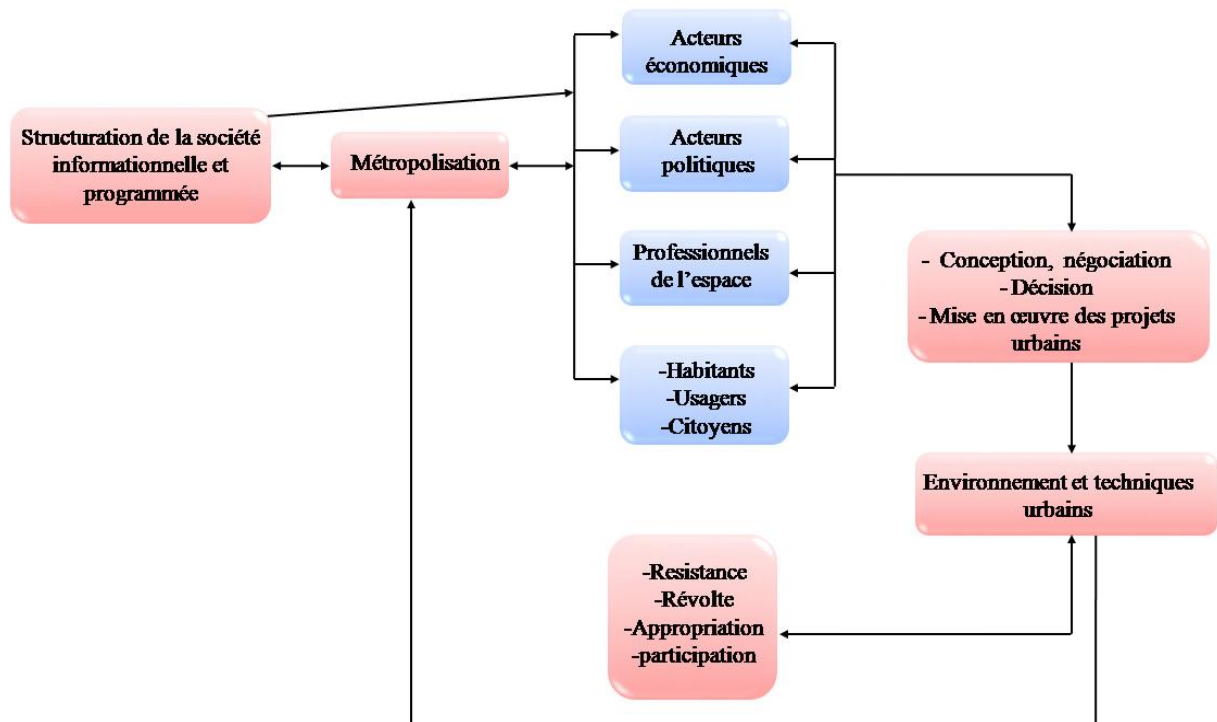 Structuration de la société
informationnelle et
programmée
Métropolisation
Acteurs
économiques
Acteurs
politiques
Professionnels
de l'espace
-Habitants
-Usagers
-Citoyens
- Conception, négociation
-Décision
-Mise en œuvre des projets
urbains
Environnement et techniques
urbains
-Resistance
-Révolte
-Appropriation
-participation